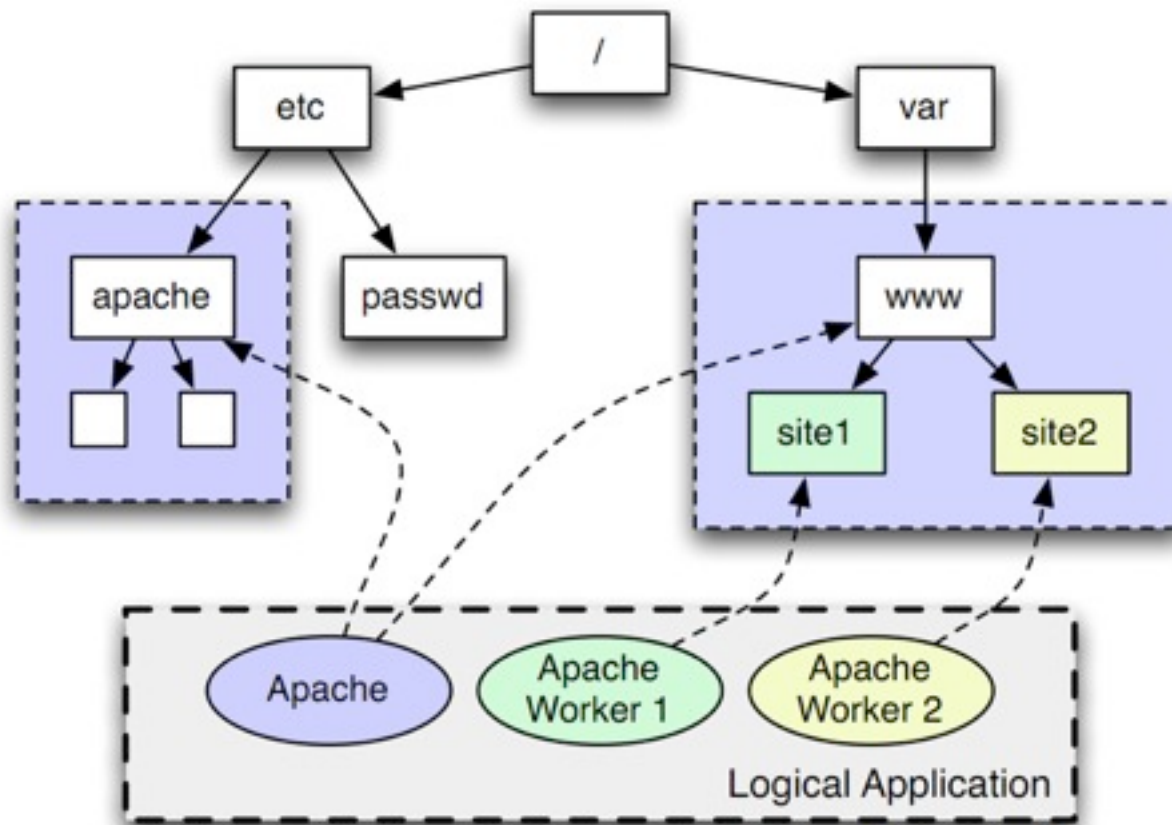 /
etc
var
apache
passwd
www
site1
site2
Apache
Apache
Worker 1
Apache
Worker 2
Logical Application